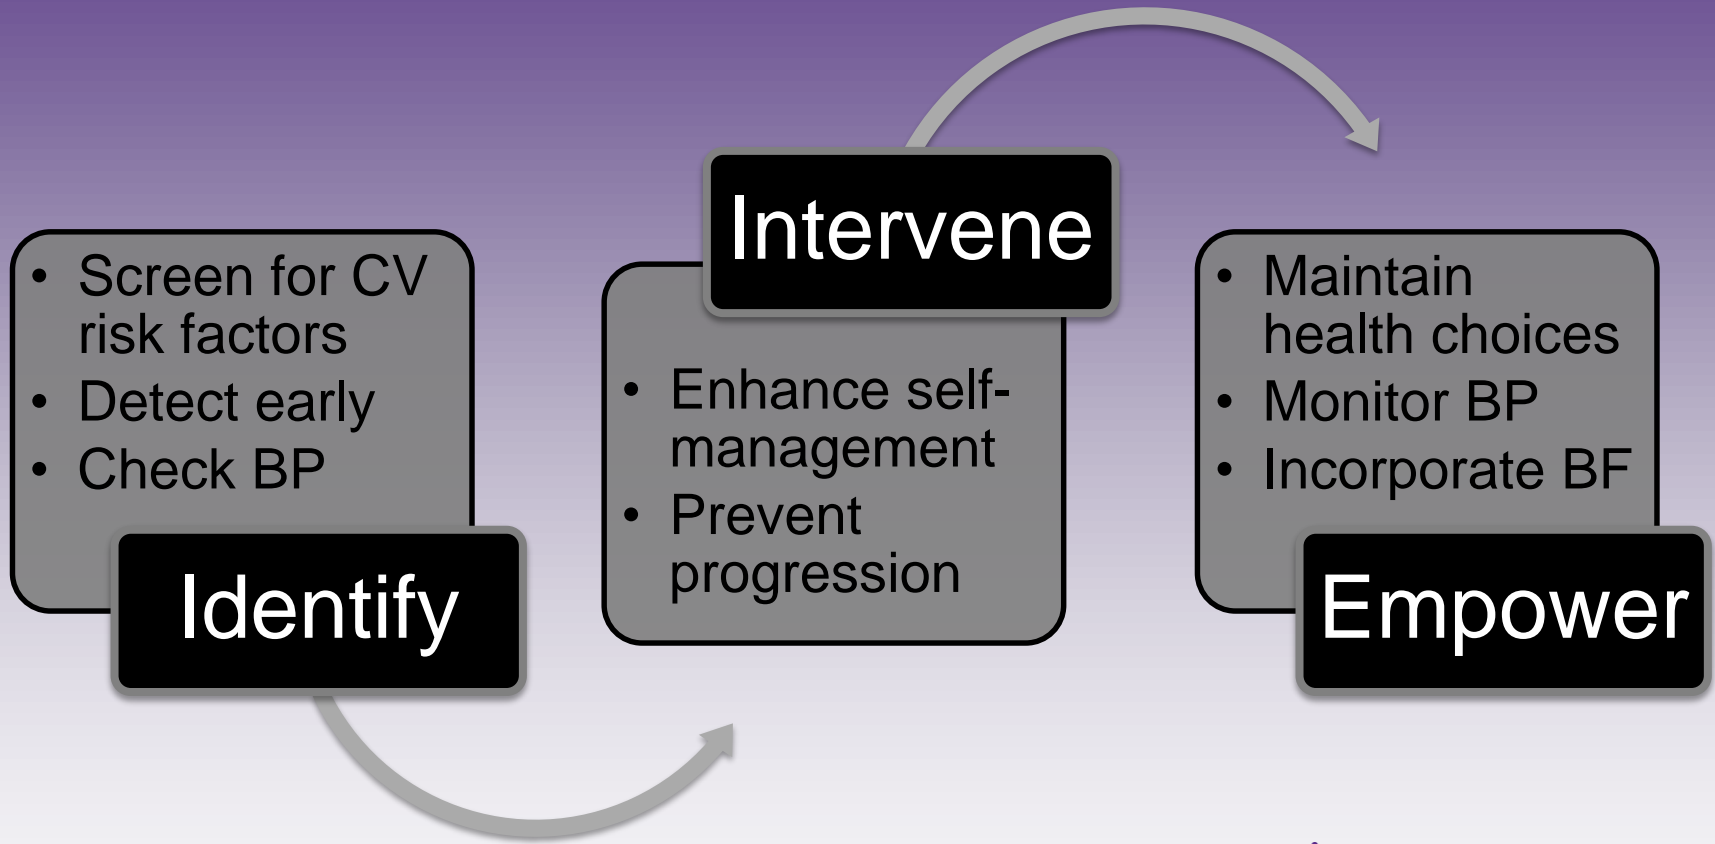 • Screen for CV
risk factors
• Detect early
• Check BP
Identify
Intervene
• Enhance self-
management
• Prevent
progression
• Maintain
health choices
• Monitor BP
• Incorporate BF
Empower